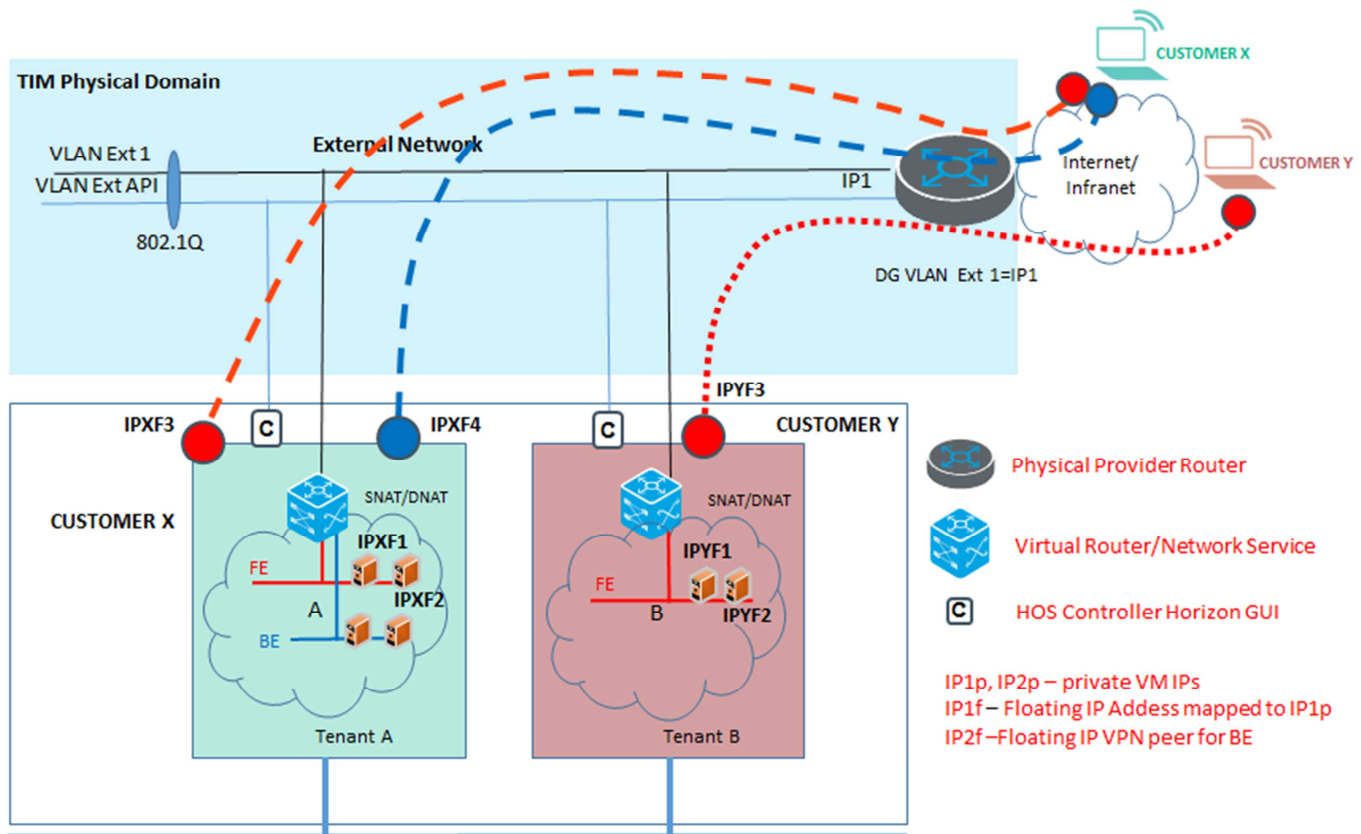 CUSTOMER X
TIM Physical Domain
CUSTOMER Y
External Network
VLAN Ext 1
VLAN Ext API
IP1
Internet/
Infranet
802.1Q
DG VLAN Ext 1=IP1
IPXF3
C
IPXF4
C
IPYF3
CUSTOMER Y
CUSTOMER X
SNAT/DNAT
SNAT/DNAT
IPXF1
FE
IPXF2
A
BE
Tenant A
IPYF1
FE
IPYF2
B
Tenant B
Physical Provider Router
Virtual Router/Network Service
C
HOS Controller Horizon GUI
IP1p, IP2p – private VM IPs
IP1f – Floating IP Addess mapped to IP1p
IP2f –Floating IP VPN peer for BE